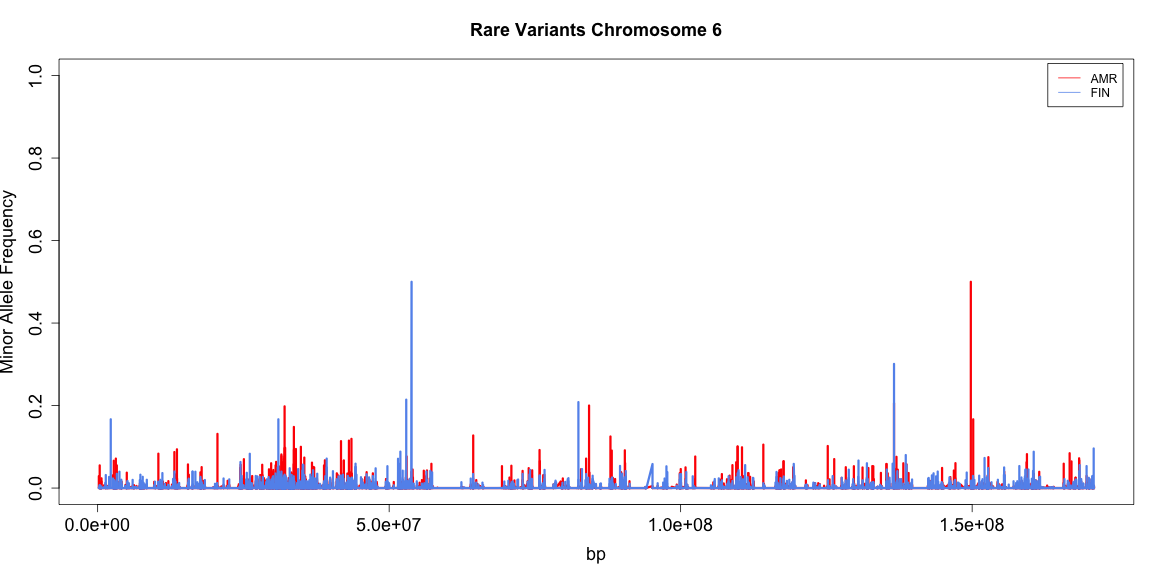 Rare Variants Chromosome 6
Minor Allele Frequency
1.0
0.8
0.6
0.4
0.2
0.0
AMR
FIN
0.0e+00 5.0e+07 1.0e+08 1.5e+08
bp